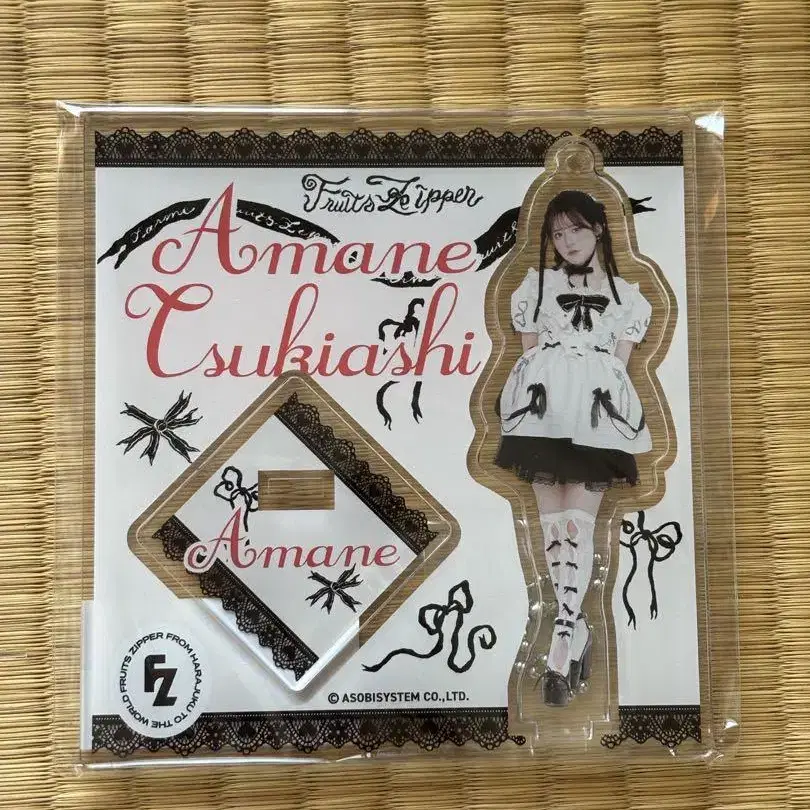 Fruits Zipper
Amane
Tsukiashi
Amane
FZ
FRUITS ZIPPER FROM HARAJUKU TO THE WORLD
© ASOBISYSTEM CO.,LTD.